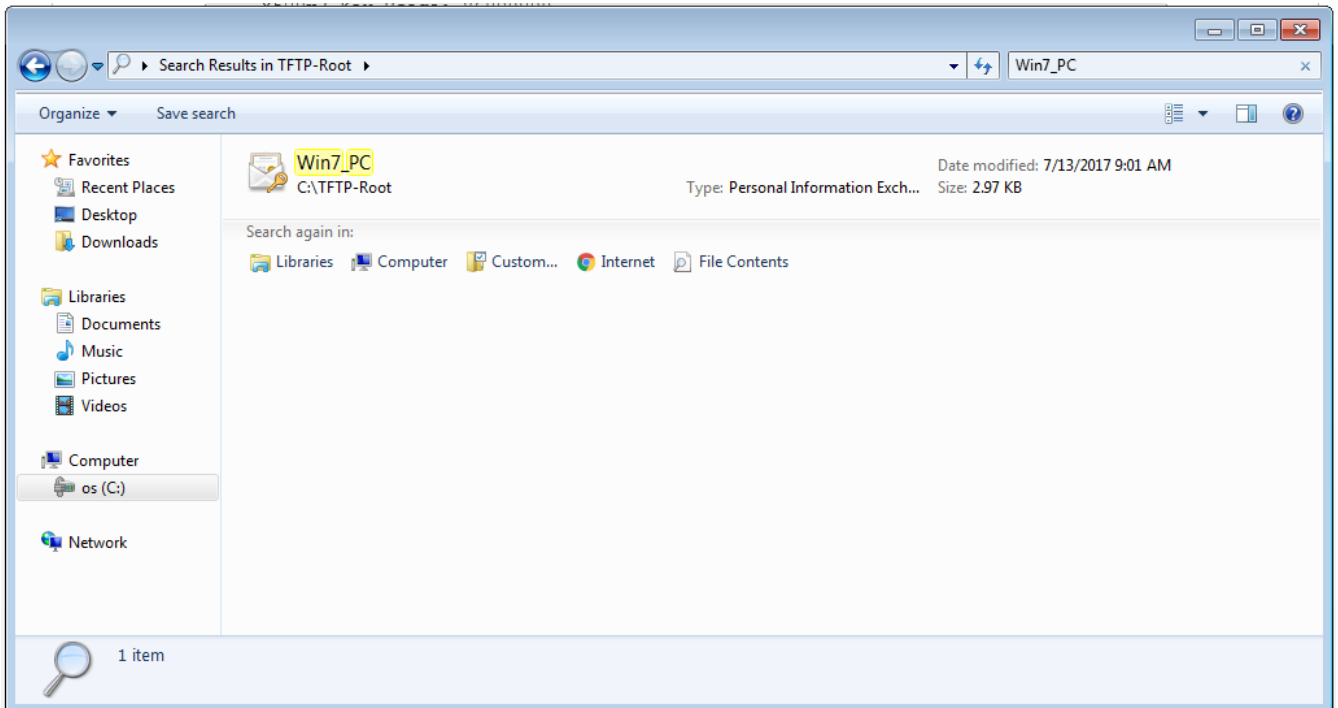 Search Results in TFTP-Root
Win7_PC
Organize Save search
Favorites
Recent Places
Desktop
Downloads
Libraries
Documents
Music
Pictures
Videos
Computer
os (C:)
Network
Win7_PC
C:\TFTP-Root
Type: Personal Information Exch...
Date modified: 7/13/2017 9:01 AM
Size: 2.97 KB
Search again in:
Libraries Computer Custom... Internet File Contents
1 item